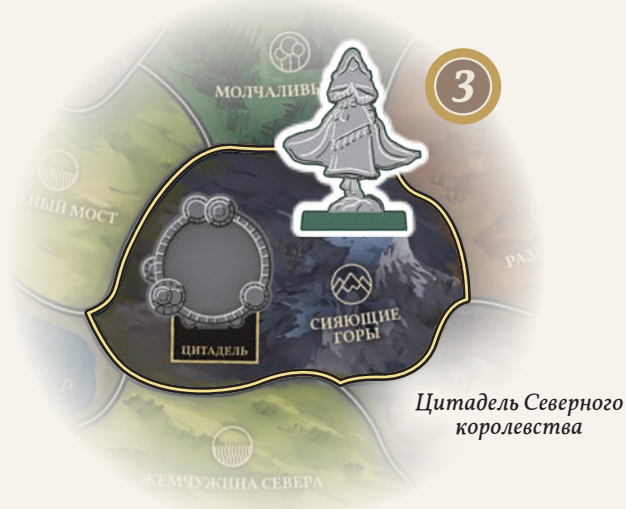 3
МОЛЧАЛИВЫ
НЫЙ МОСТ
РАЗ
ЦИТАДЕЛЬ
СИЯЮЩИЕ
ГОРЫ
Цитадель Северного
королевства
ЖЕМЧУЖИНА СЕВЕРА